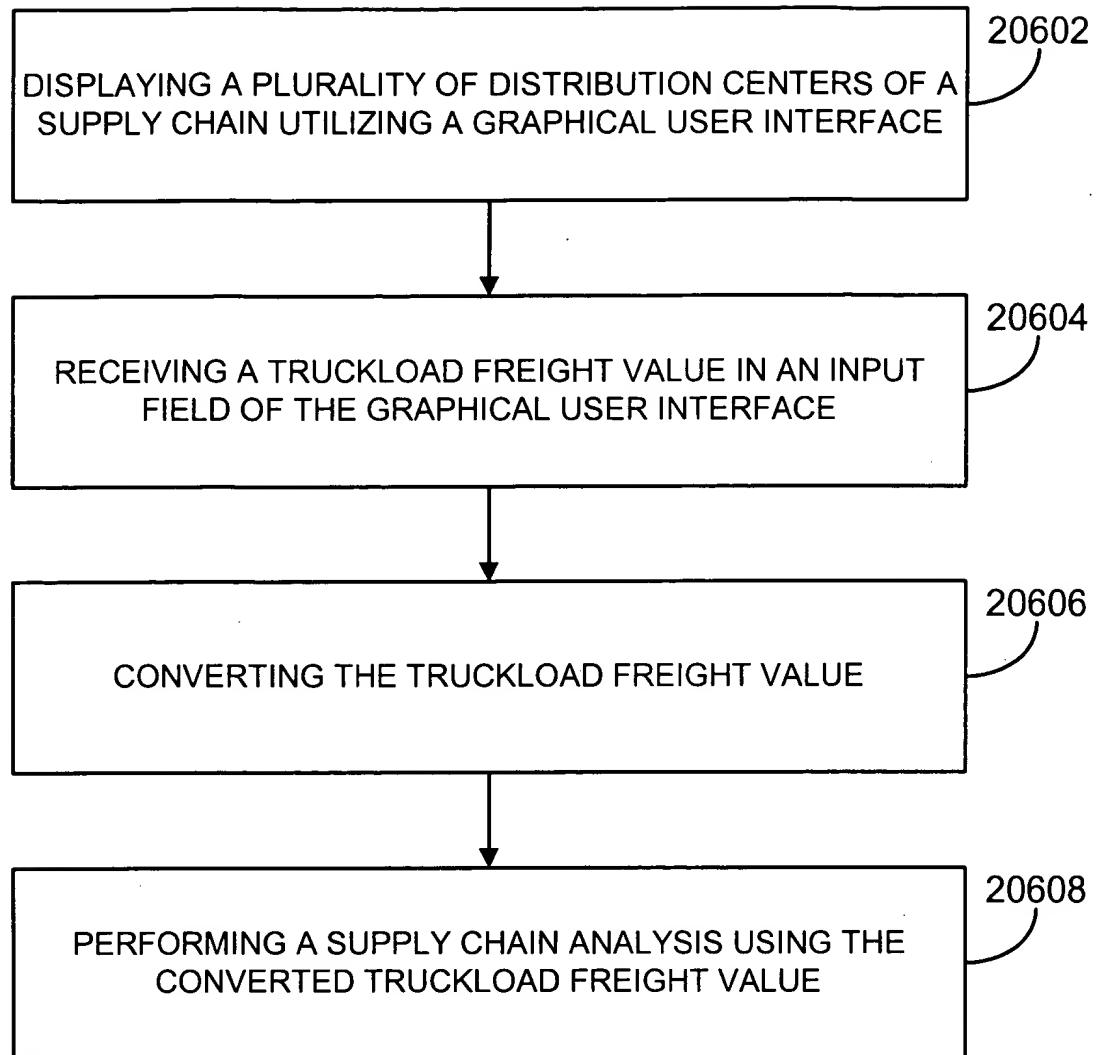 20602
DISPLAYING A PLURALITY OF DISTRIBUTION CENTERS OF A
SUPPLY CHAIN UTILIZING A GRAPHICAL USER INTERFACE
20604
RECEIVING A TRUCKLOAD FREIGHT VALUE IN AN INPUT
FIELD OF THE GRAPHICAL USER INTERFACE
20606
CONVERTING THE TRUCKLOAD FREIGHT VALUE
20608
PERFORMING A SUPPLY CHAIN ANALYSIS USING THE
CONVERTED TRUCKLOAD FREIGHT VALUE